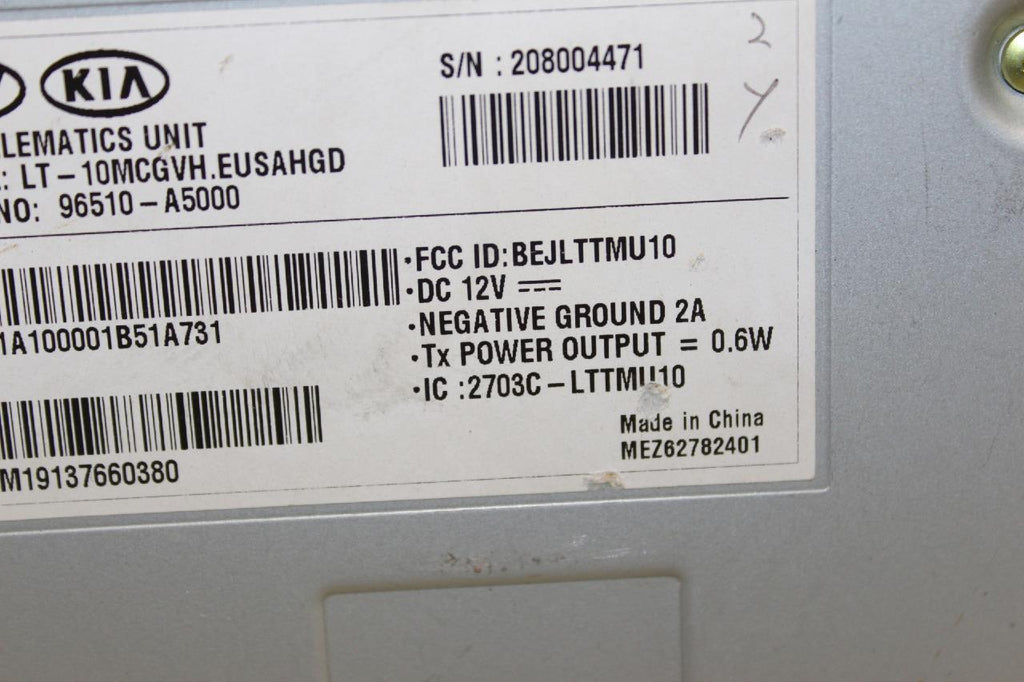 KIA
LEMATICS UNIT
: LT-10MCGVH.EUSAHGD
NO: 96510-A5000
S/N : 208004471
2
Y
1A100001B51A731
M19137660380
·FCC ID:BEJLTTMU10
·DC 12V
·NEGATIVE GROUND 2A
·Tx POWER OUTPUT = 0.6W
·IC :2703C-LTTMU10
Made in China
MEZ62782401